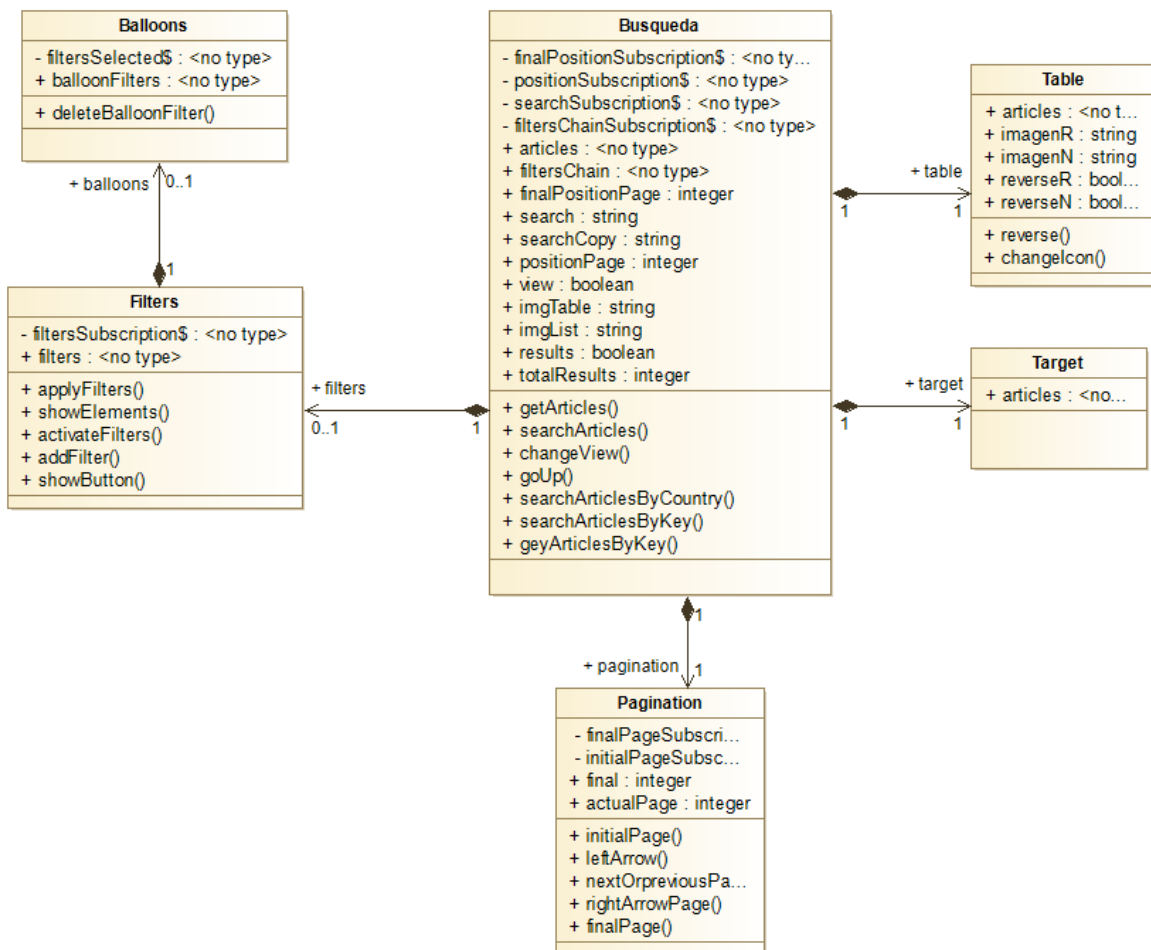 Balloons
- filtersSelected$ : <no type>
+ balloonFilters : <no type>
+ deleteBalloonFilter()
+ balloons
0..1
1
Filters
- filtersSubscription$ : <no type>
+ filters : <no type>
+ applyFilters()
+ showElements()
+ activateFilters()
+ addFilter()
+ showButton()
+ filters
0..1
1
Busqueda
- finalPositionSubscription$ : <no ty...
- positionSubscription$ : <no type>
- searchSubscription$ : <no type>
- filtersChainSubscription$ : <no type>
+ articles : <no type>
+ filtersChain : <no type>
+ finalPositionPage : integer
+ search : string
+ searchCopy : string
+ positionPage : integer
+ view : boolean
+ imgTable : string
+ imgList : string
+ results : boolean
+ totalResults : integer
+ getArticles()
+ searchArticles()
+ changeView()
+ goUp()
+ searchArticlesByCountry()
+ searchArticlesByKey()
+ geyArticlesByKey()
+ table
1
1
Table
+ articles : <no t...
+ imagenR : string
+ imagenN : string
+ reverseR : bool...
+ reverseN : bool...
+ reverse()
+ changeIcon()
+ target
1
1
Target
+ articles : <no...
1
+ pagination
1
Pagination
- finalPageSubscri...
- initialPageSubsc...
+ final : integer
+ actualPage : integer
+ initialPage()
+ leftArrow()
+ nextOrpreviousPa...
+ rightArrowPage()
+ finalPage()